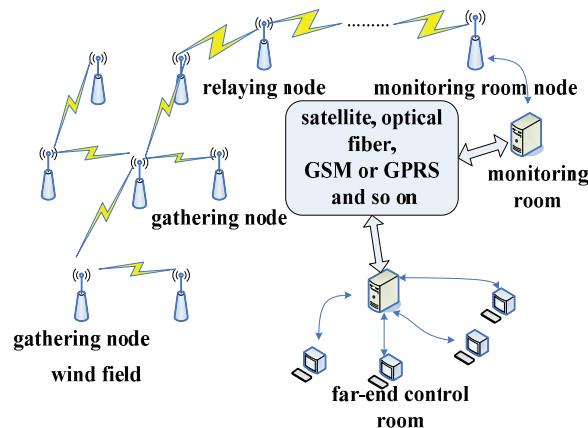 relaying node
monitoring room node
satellite, optical
fiber,
GSM or GPRS
and so on
monitoring
room
gathering node
gathering node
wind field
far-end control
room